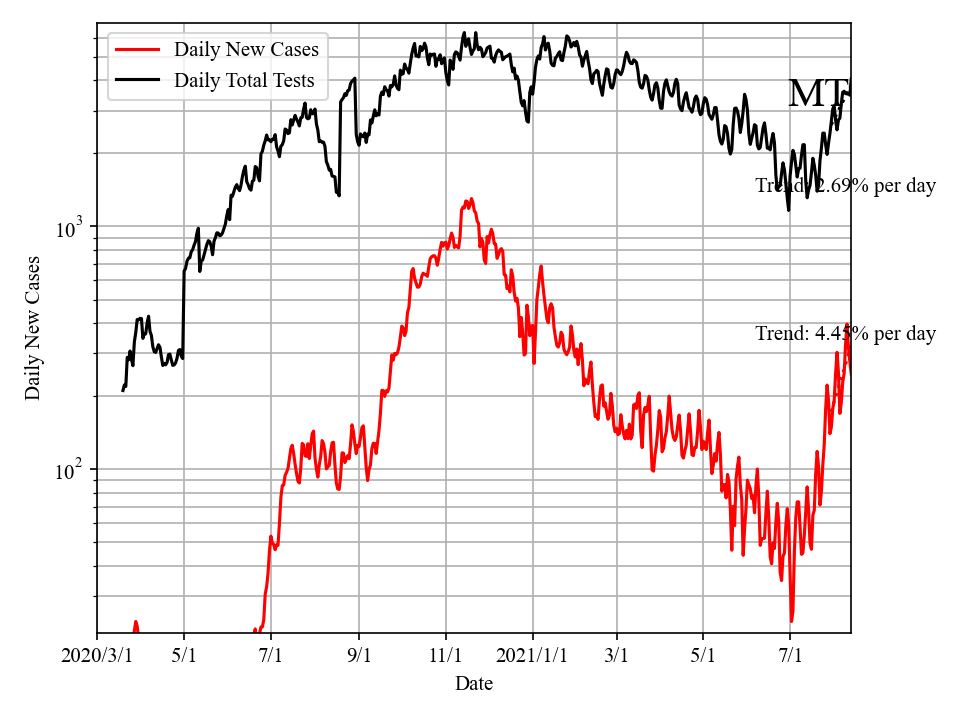 Daily New Cases
Daily Total Tests
MT
Trend: 2.69% per day
Trend: 4.45% per day
10³
10²
Daily New Cases
2020/3/1 5/1 7/1 9/1 11/1 2021/1/1 3/1 5/1 7/1
Date